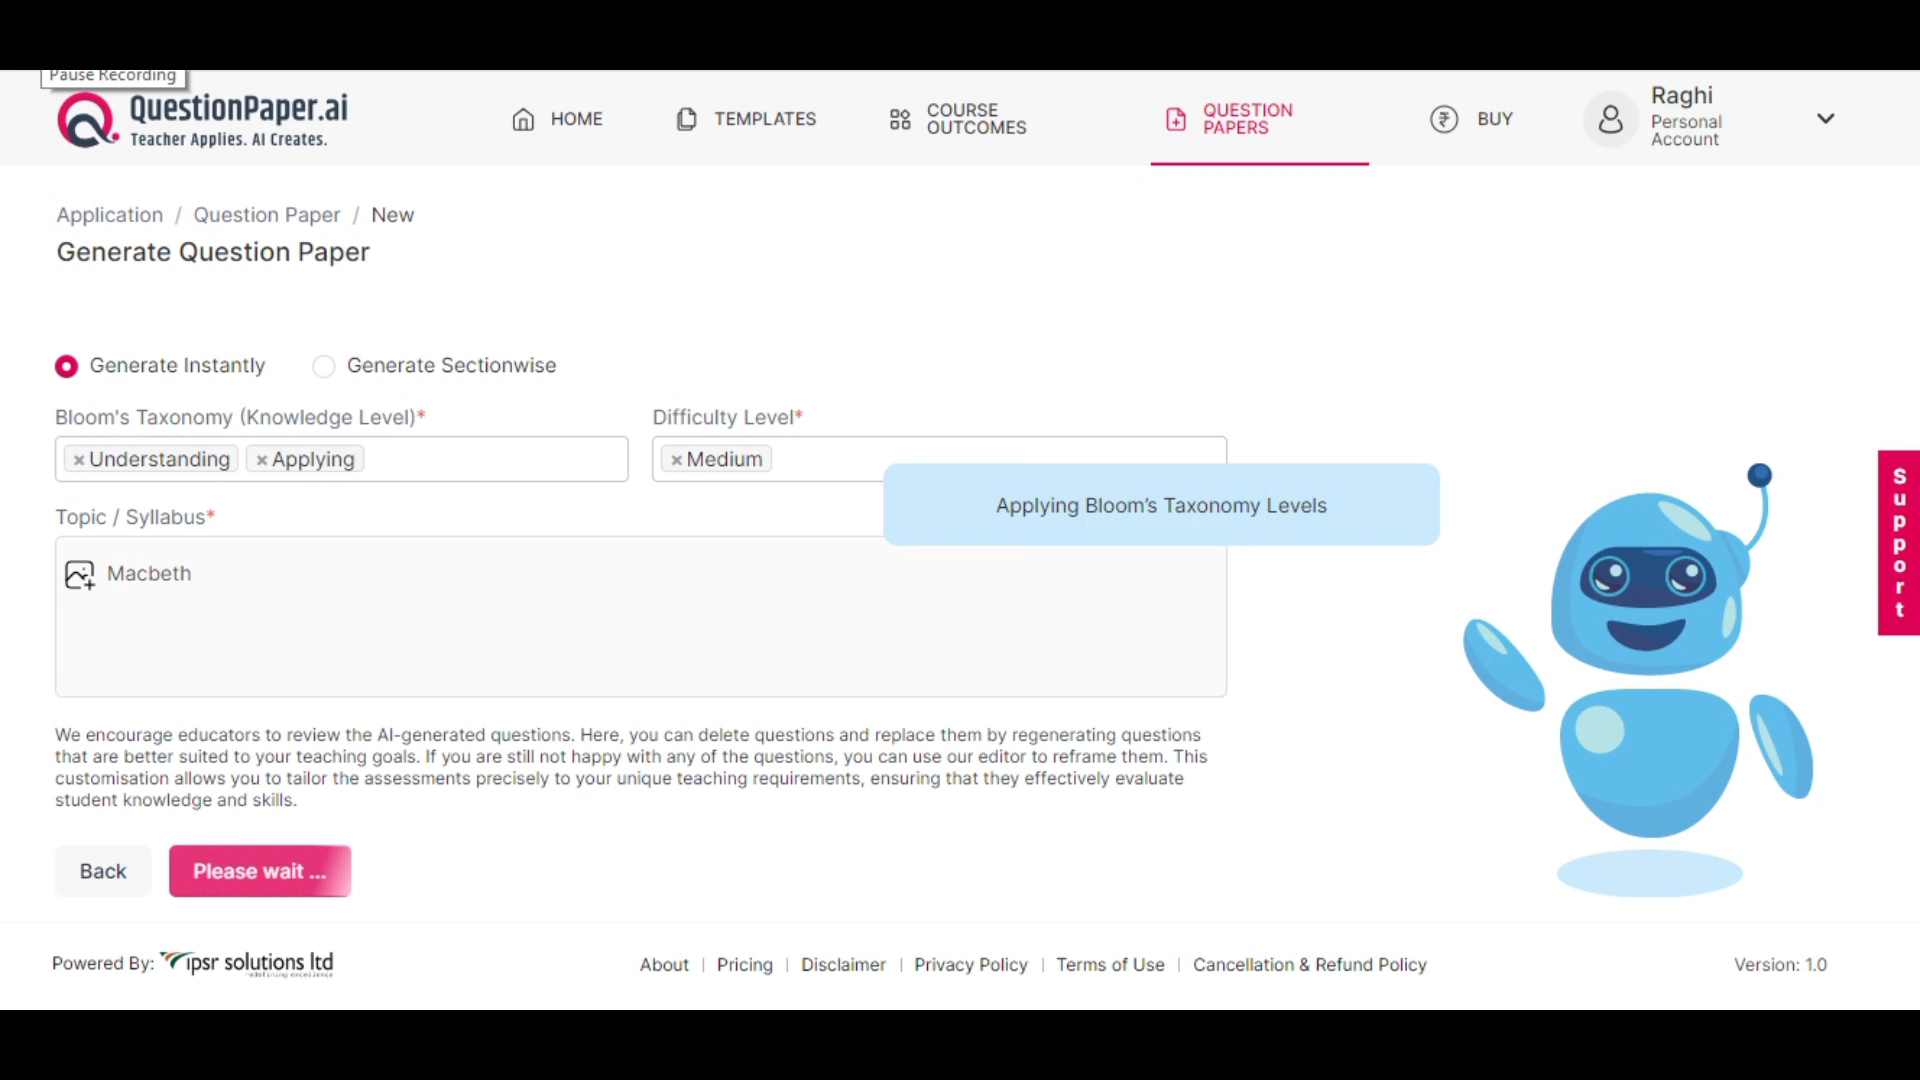 Pause Recording
QuestionPaper.ai
Teacher Applies. AI Creates.
HOME
TEMPLATES
COURSE
OUTCOMES
QUESTION
PAPERS
BUY
Raghi
Personal
Account
Application / Question Paper / New
Generate Question Paper
Generate Instantly
Generate Sectionwise
Bloom's Taxonomy (Knowledge Level)*
Difficulty Level*
×Understanding ×Applying
×Medium
Applying Bloom's Taxonomy Levels
Topic / Syllabus*
Macbeth
Support
We encourage educators to review the AI-generated questions. Here, you can delete questions and replace them by regenerating questions
that are better suited to your teaching goals. If you are still not happy with any of the questions, you can use our editor to reframe them. This
customisation allows you to tailor the assessments precisely to your unique teaching requirements, ensuring that they effectively evaluate
student knowledge and skills.
Back
Please wait ...
Powered By: ipsr solutions ltd
redefining excellence
About | Pricing | Disclaimer | Privacy Policy | Terms of Use | Cancellation & Refund Policy
Version: 1.0